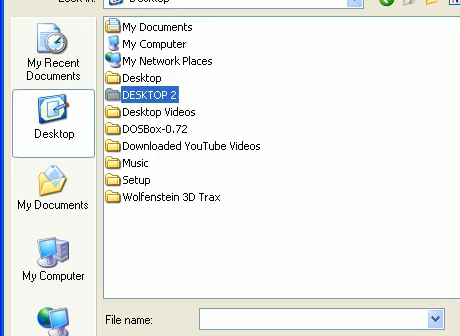 Look in:
Desktop
My Recent
Documents
Desktop
My Documents
My Computer
My Documents
My Computer
My Network Places
Desktop
DESKTOP 2
Desktop Videos
DOSBox-0.72
Downloaded YouTube Videos
Music
Setup
Wolfenstein 3D Trax
File name: